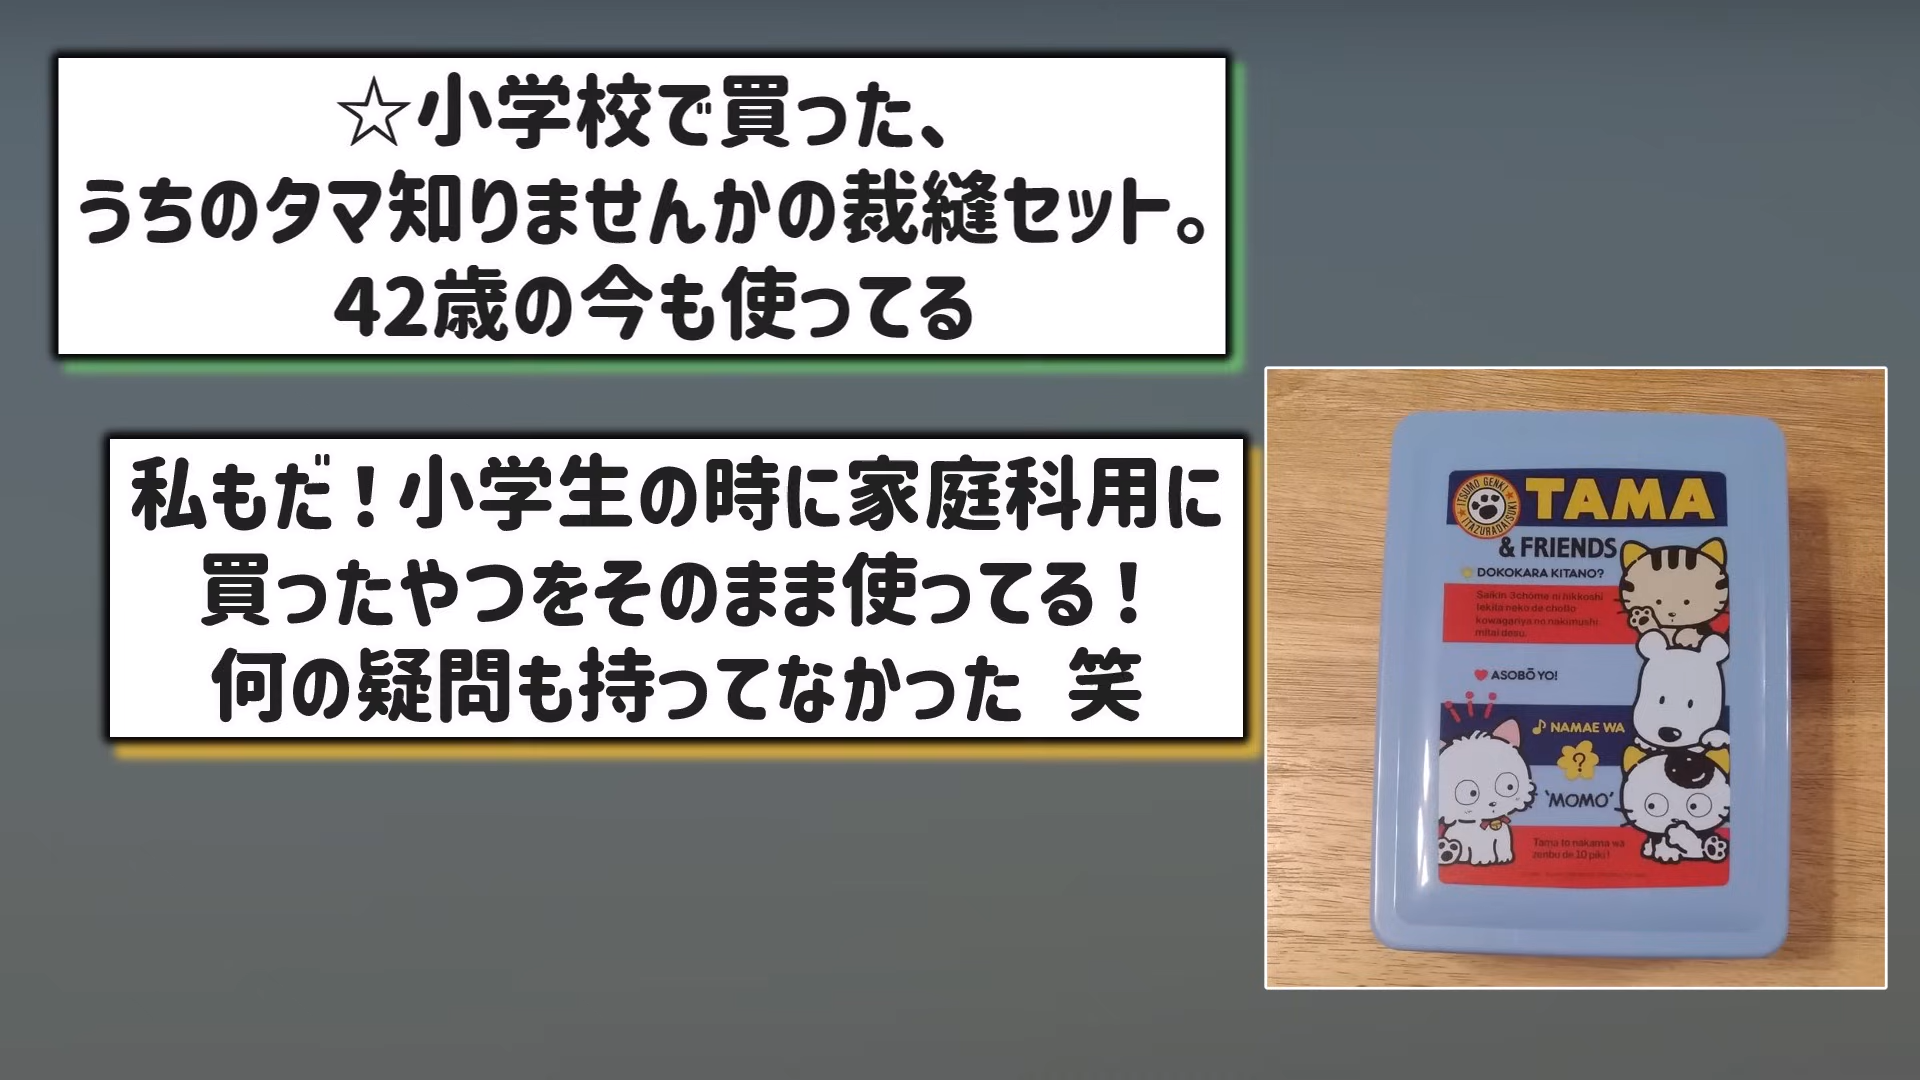 ☆小学校で買った、
うちのタマ知りませんかの裁縫セット。
42歳の今も使ってる
私もだ！小学生の時に家庭科用に
買ったやつをそのまま使ってる！
何の疑問も持ってなかった 笑
ITSUMO GENKI
ITAZURADAISUKI
TAMA
& FRIENDS
DOKOKARA KITANO?
Saikin 3chome ni hikkoshi
tekita neko de chotto
kowagariya no nakimushi
mitai desu.
ASOBŌ YO!
NAMAE WA
?
'MOMO'
Tama to nakama wa
zenbu de 10 piki!